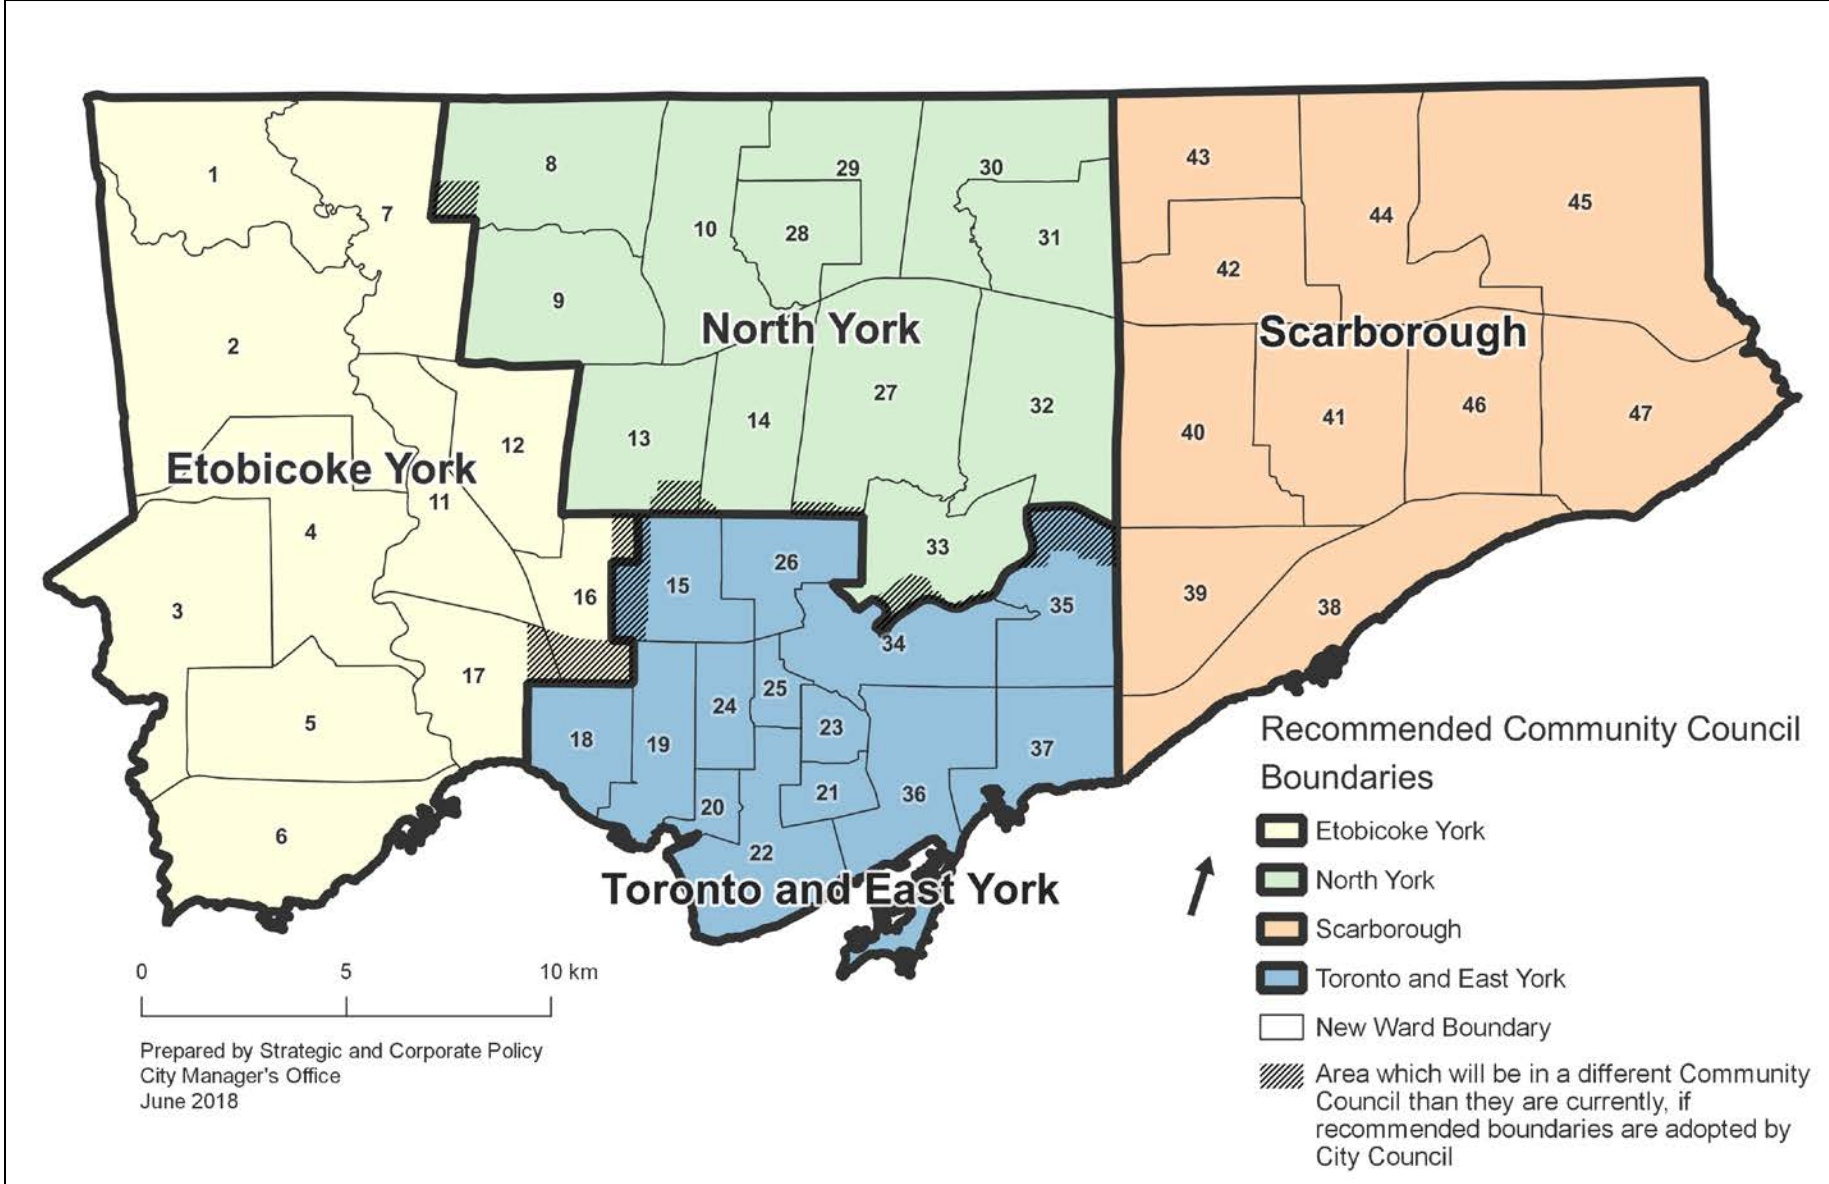 43
1
8
29
30
45
7
44
10
28
31
42
9
North York
Scarborough
2
27
14
32
46
41
47
13
40
12
Etobicoke York
11
4
33
26
15
16
39
35
38
3
34
17
25
24
5
23
18
19
37
Recommended Community Council
Boundaries
20
21
36
6
22
Toronto and East York
Etobicoke York
North York
Scarborough
Toronto and East York
New Ward Boundary
Area which will be in a different Community
Council than they are currently, if
recommended boundaries are adopted by
City Council
0 5 10 km
Prepared by Strategic and Corporate Policy
City Manager's Office
June 2018